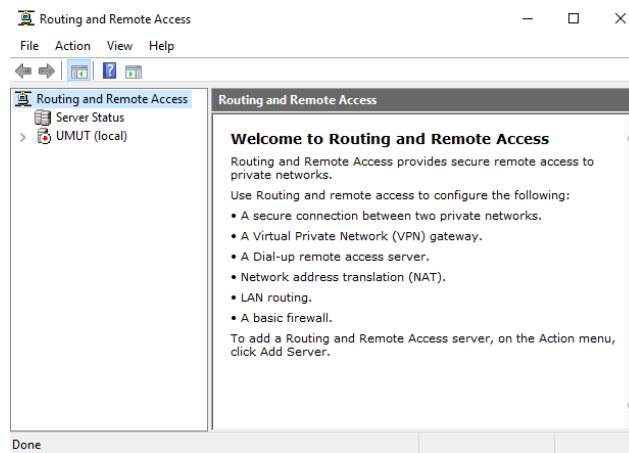 Routing and Remote Access
File Action View Help
Routing and Remote Access
Server Status
UMUT (local)
Routing and Remote Access
Welcome to Routing and Remote Access
Routing and Remote Access provides secure remote access to
private networks.
Use Routing and remote access to configure the following:
• A secure connection between two private networks.
• A Virtual Private Network (VPN) gateway.
• A Dial-up remote access server.
• Network address translation (NAT).
• LAN routing.
• A basic firewall.
To add a Routing and Remote Access server, on the Action menu,
click Add Server.
Done